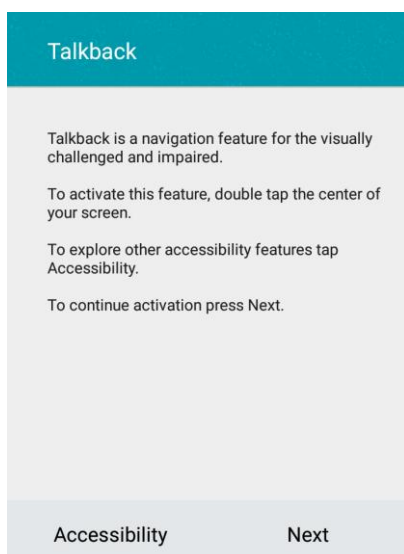 Talkback
Talkback is a navigation feature for the visually
challenged and impaired.
To activate this feature, double tap the center of
your screen.
To explore other accessibility features tap
Accessibility.
To continue activation press Next.
Accessibility
Next